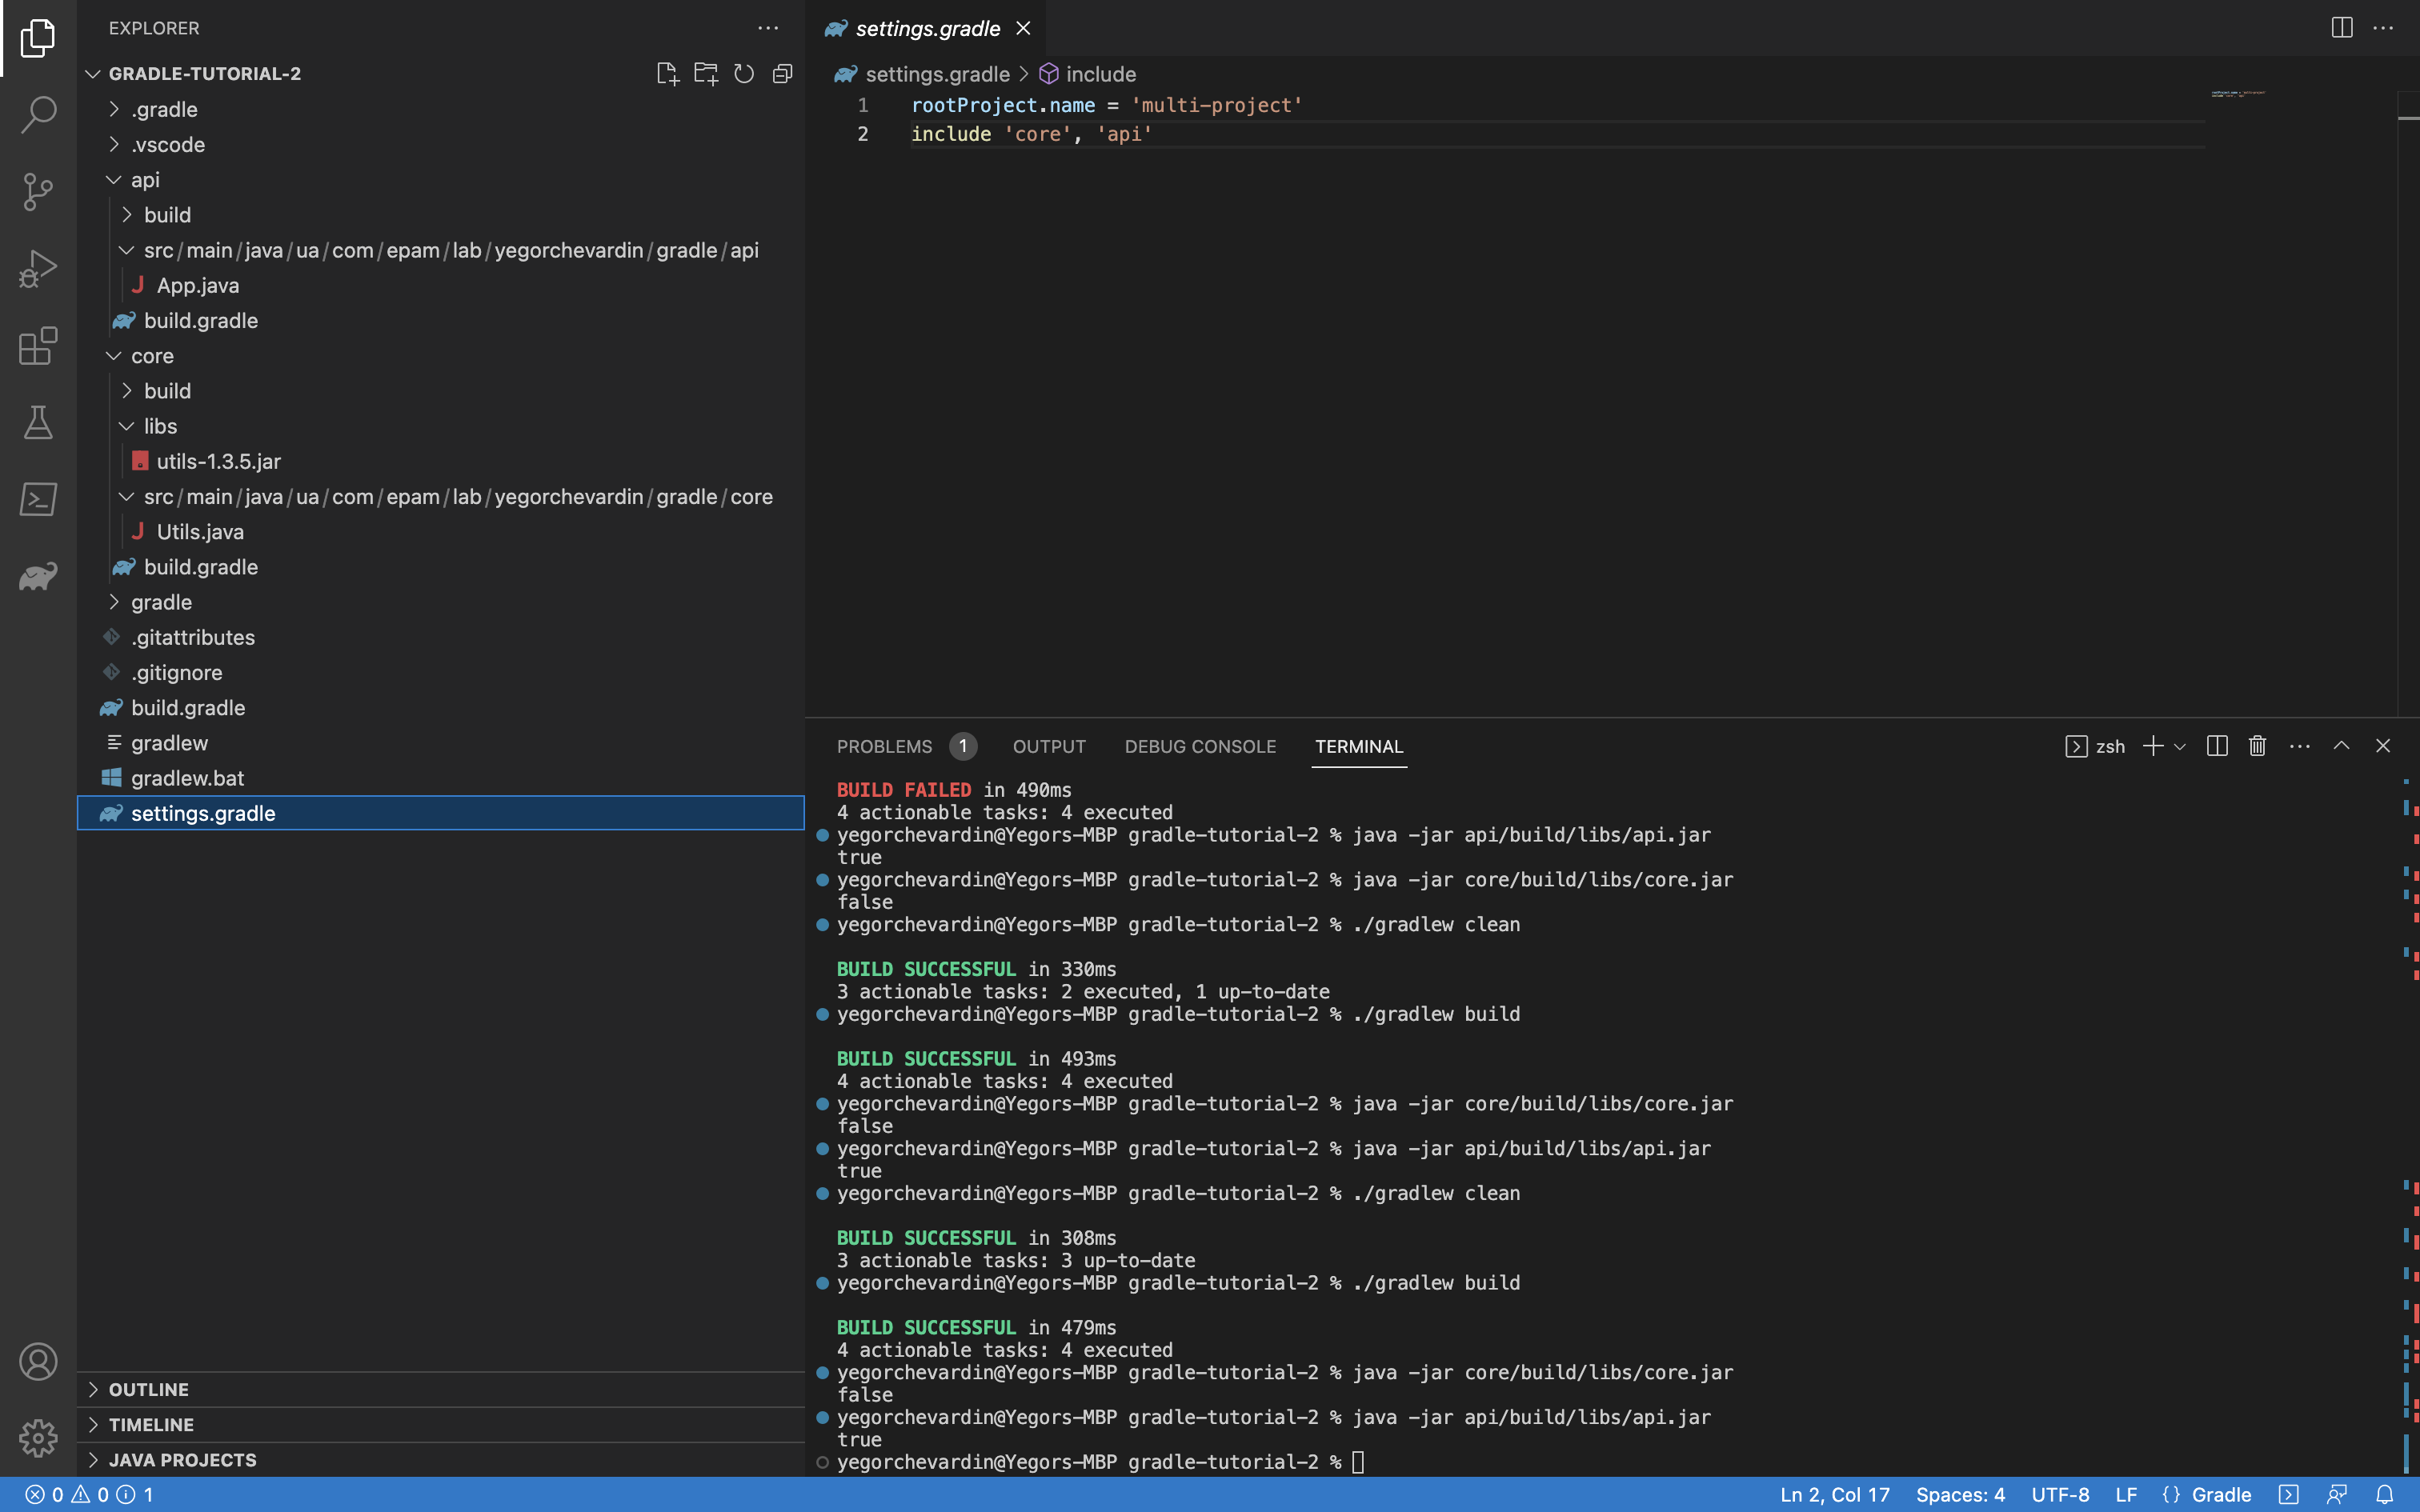 EXPLORER
GRADLE-TUTORIAL-2
.gradle
.vscode
api
build
src/main/java/ua/com/epam/lab/yegorchevardin/gradle/api
App.java
build.gradle
core
build
libs
utils-1.3.5.jar
src/main/java/ua/com/epam/lab/yegorchevardin/gradle/core
Utils.java
build.gradle
gradle
.gitattributes
.gitignore
build.gradle
gradlew
gradlew.bat
settings.gradle
OUTLINE
TIMELINE
JAVA PROJECTS
settings.gradle
settings.gradle > include
1 rootProject.name = 'multi-project'
2 include 'core', 'api'
PROBLEMS 1 OUTPUT DEBUG CONSOLE TERMINAL zsh
BUILD FAILED in 490ms
4 actionable tasks: 4 executed
yegorchevardin@Yegors-MBP gradle-tutorial-2 % java -jar api/build/libs/api.jar
true
yegorchevardin@Yegors-MBP gradle-tutorial-2 % java -jar core/build/libs/core.jar
false
yegorchevardin@Yegors-MBP gradle-tutorial-2 % ./gradlew clean
BUILD SUCCESSFUL in 330ms
3 actionable tasks: 2 executed, 1 up-to-date
yegorchevardin@Yegors-MBP gradle-tutorial-2 % ./gradlew build
BUILD SUCCESSFUL in 493ms
4 actionable tasks: 4 executed
yegorchevardin@Yegors-MBP gradle-tutorial-2 % java -jar core/build/libs/core.jar
false
yegorchevardin@Yegors-MBP gradle-tutorial-2 % java -jar api/build/libs/api.jar
true
yegorchevardin@Yegors-MBP gradle-tutorial-2 % ./gradlew clean
BUILD SUCCESSFUL in 308ms
3 actionable tasks: 3 up-to-date
yegorchevardin@Yegors-MBP gradle-tutorial-2 % ./gradlew build
BUILD SUCCESSFUL in 479ms
4 actionable tasks: 4 executed
yegorchevardin@Yegors-MBP gradle-tutorial-2 % java -jar core/build/libs/core.jar
false
yegorchevardin@Yegors-MBP gradle-tutorial-2 % java -jar api/build/libs/api.jar
true
yegorchevardin@Yegors-MBP gradle-tutorial-2 %
0 0 1 Ln 2, Col 17 Spaces: 4 UTF-8 LF {} Gradle